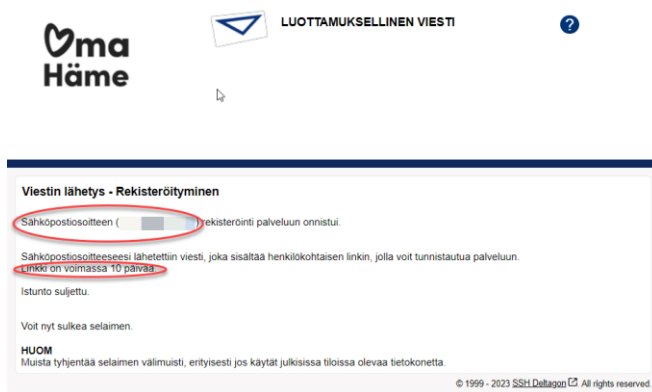 Oma
Häme
LUOTTAMUKSELLINEN VIESTI
?
Viestin lähetys - Rekisteröityminen
Sähköpostiosoitteen ( ) rekisteröinti palveluun onnistui.
Sähköpostiosoitteeseesi lähetettiin viesti, joka sisältää henkilökohtaisen linkin, jolla voit tunnistautua palveluun.
Linkki on voimassa 10 päivää.
Istunto suljettu.
Voit nyt sulkea selaimen.
HUOM
Muista tyhjentää selaimen välimuisti, erityisesti jos käytät julkisissa tiloissa olevaa tietokonetta.
© 1999 - 2023 SSH Deltagon All rights reserved.